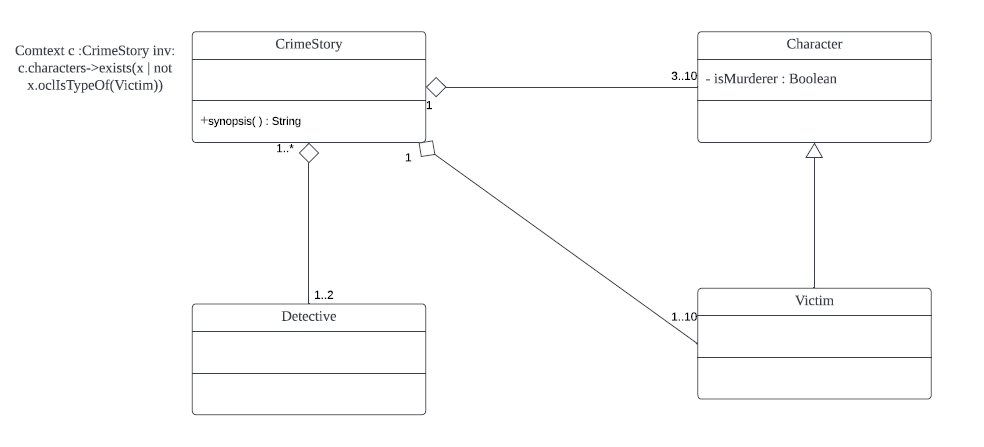 Comtext c :CrimeStory inv:
c.characters->exists(x | not
x.oclIsTypeOf(Victim))
CrimeStory
+synopsis( ) : String
Character
- isMurderer : Boolean
3..10
1
1..*
1
1..2
1..10
Detective
Victim